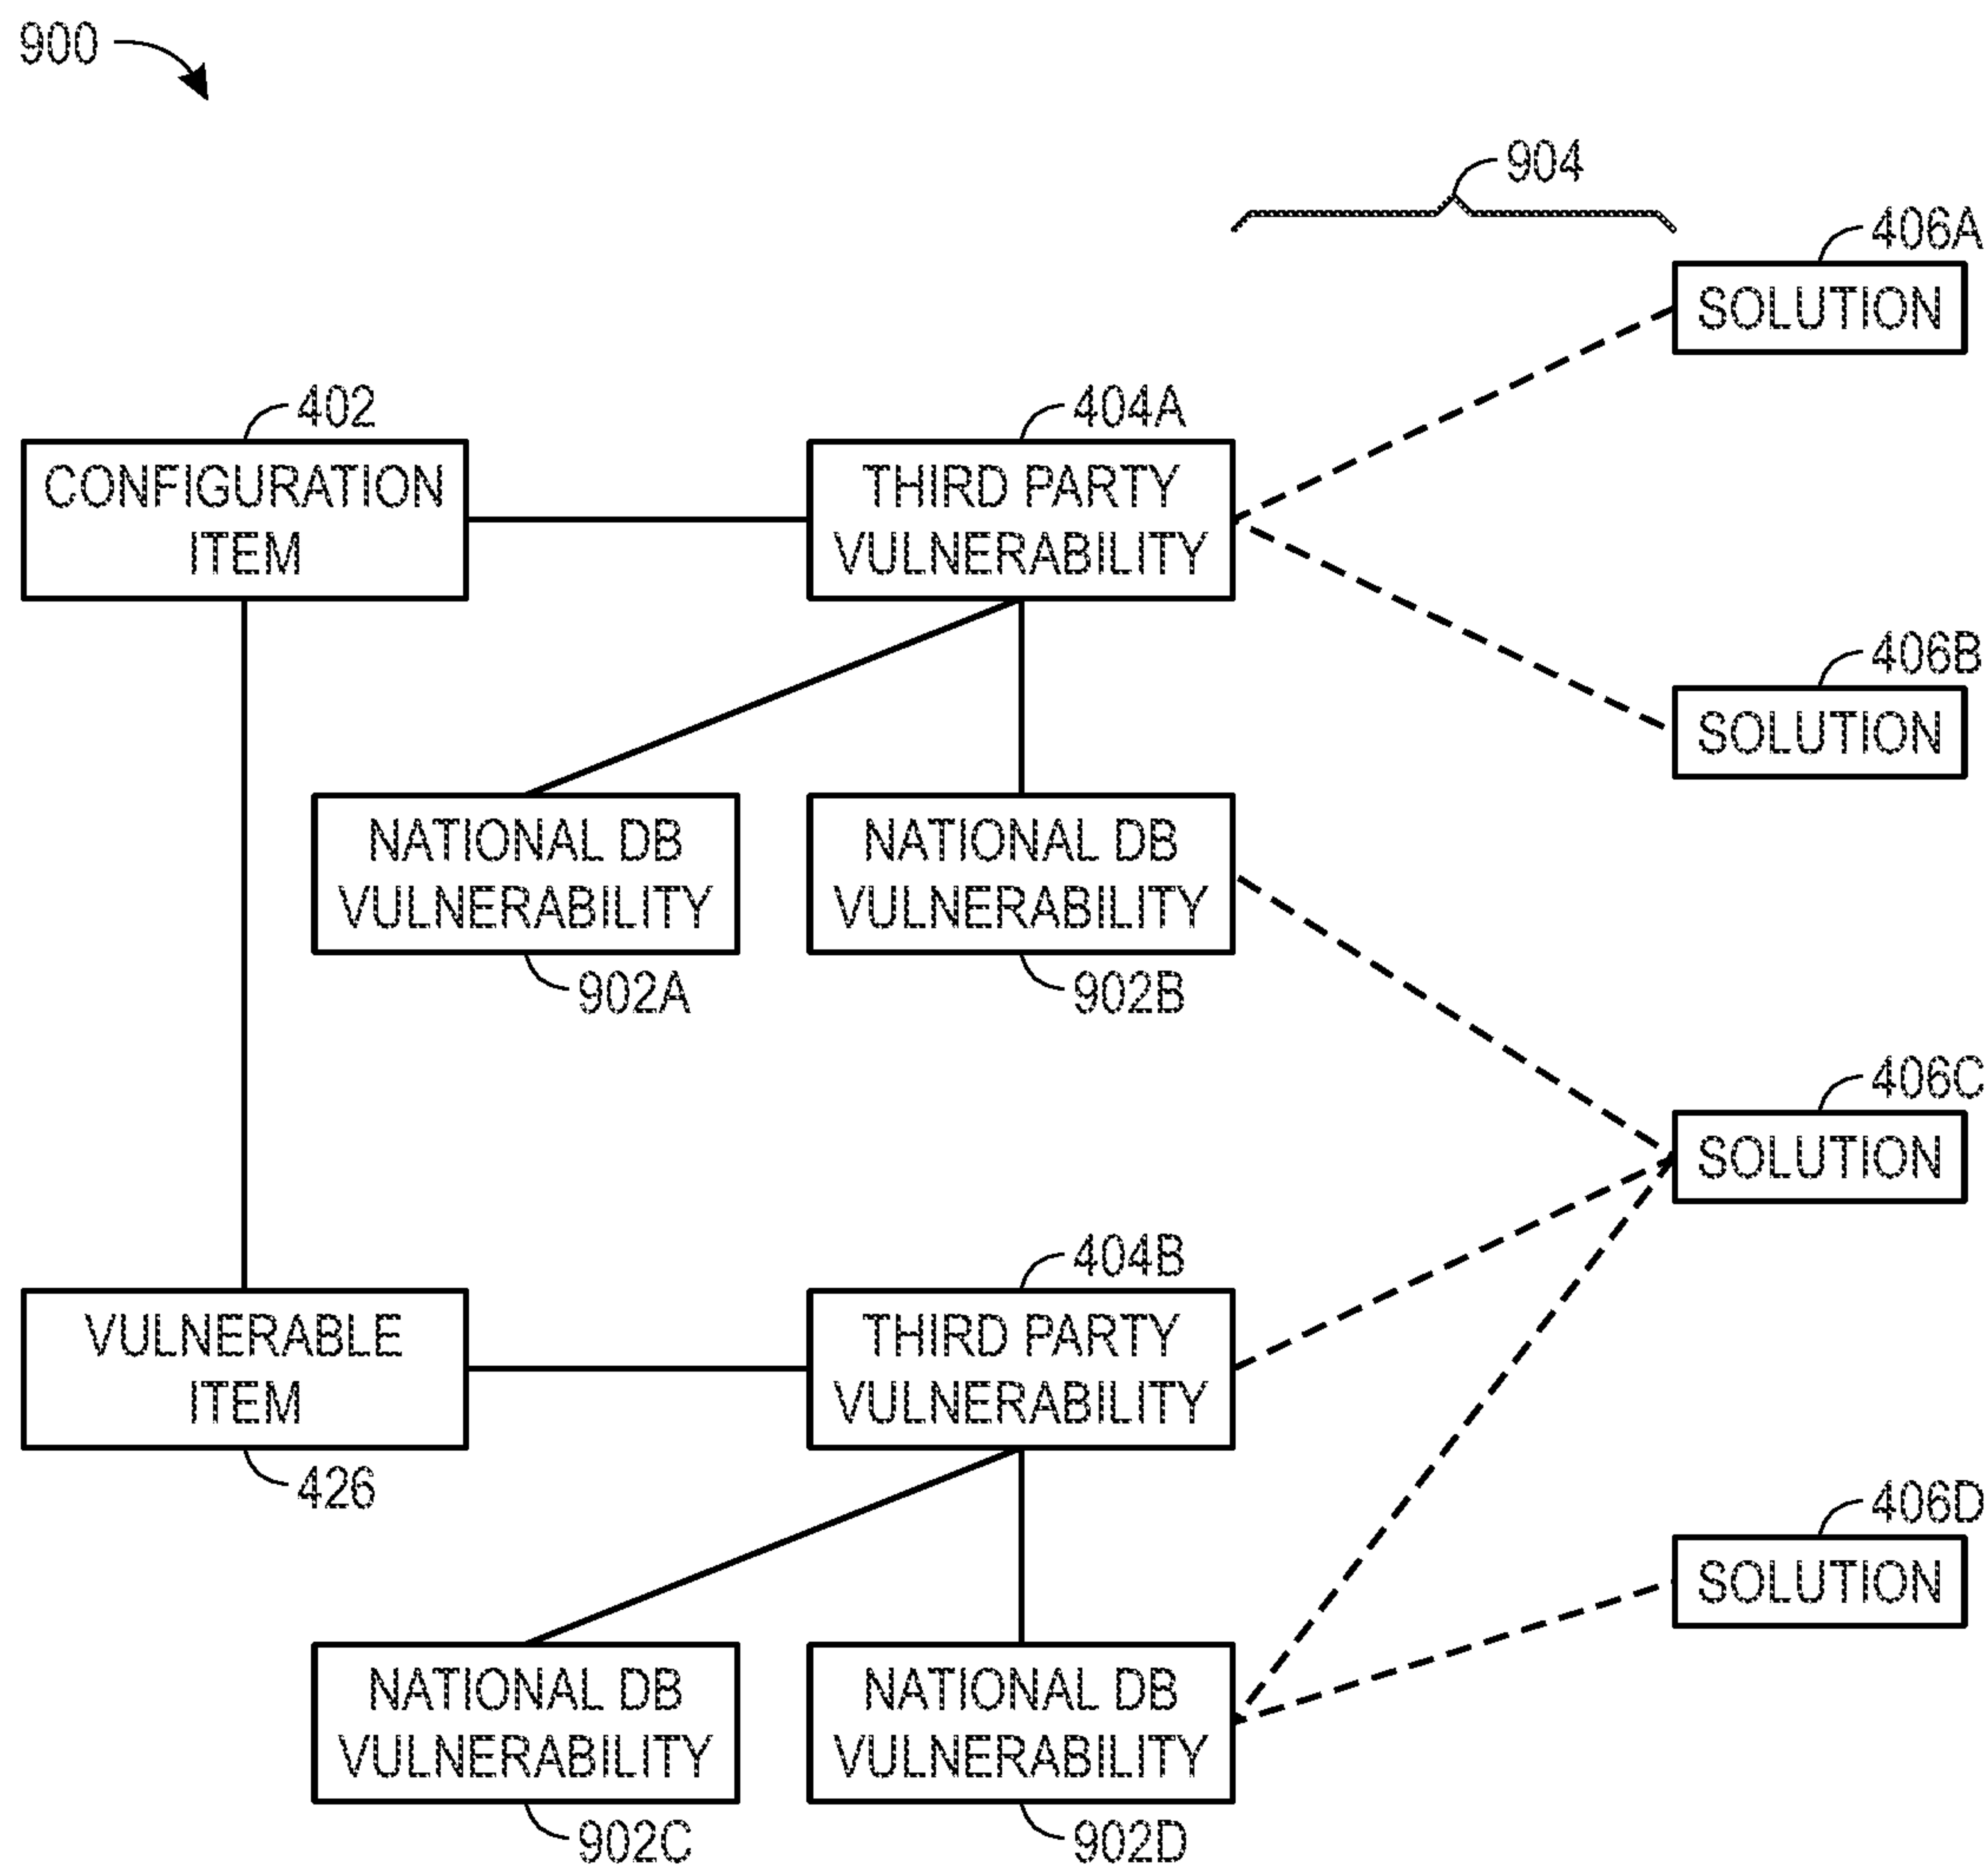 900
904
406A
SOLUTION
402
404A
CONFIGURATION
ITEM
THIRD PARTY
VULNERABILITY
406B
SOLUTION
NATIONAL DB
VULNERABILITY
NATIONAL DB
VULNERABILITY
902A
902B
406C
SOLUTION
404B
VULNERABLE
ITEM
THIRD PARTY
VULNERABILITY
426
406D
SOLUTION
NATIONAL DB
VULNERABILITY
NATIONAL DB
VULNERABILITY
902C
902D